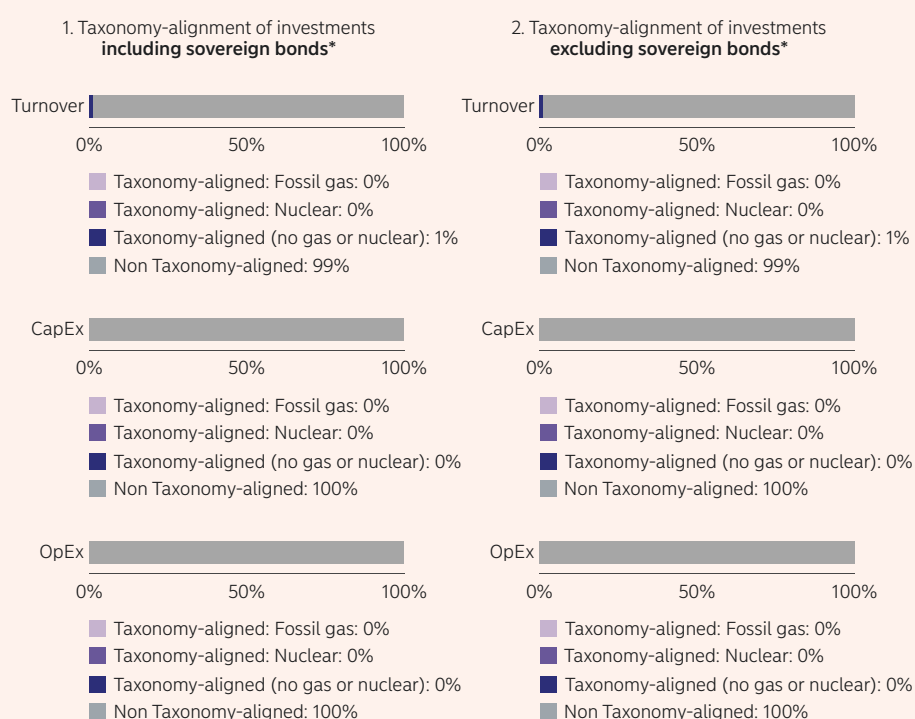 1. Taxonomy-alignment of investments
including sovereign bonds*
Turnover
0% 50% 100%
Taxonomy-aligned: Fossil gas: 0%
Taxonomy-aligned: Nuclear: 0%
Taxonomy-aligned (no gas or nuclear): 1%
Non Taxonomy-aligned: 99%
CapEx
0% 50% 100%
Taxonomy-aligned: Fossil gas: 0%
Taxonomy-aligned: Nuclear: 0%
Taxonomy-aligned (no gas or nuclear): 0%
Non Taxonomy-aligned: 100%
OpEx
0% 50% 100%
Taxonomy-aligned: Fossil gas: 0%
Taxonomy-aligned: Nuclear: 0%
Taxonomy-aligned (no gas or nuclear): 0%
Non Taxonomy-aligned: 100%
2. Taxonomy-alignment of investments
excluding sovereign bonds*
Turnover
0% 50% 100%
Taxonomy-aligned: Fossil gas: 0%
Taxonomy-aligned: Nuclear: 0%
Taxonomy-aligned (no gas or nuclear): 1%
Non Taxonomy-aligned: 99%
CapEx
0% 50% 100%
Taxonomy-aligned: Fossil gas: 0%
Taxonomy-aligned: Nuclear: 0%
Taxonomy-aligned (no gas or nuclear): 0%
Non Taxonomy-aligned: 100%
OpEx
0% 50% 100%
Taxonomy-aligned: Fossil gas: 0%
Taxonomy-aligned: Nuclear: 0%
Taxonomy-aligned (no gas or nuclear): 0%
Non Taxonomy-aligned: 100%